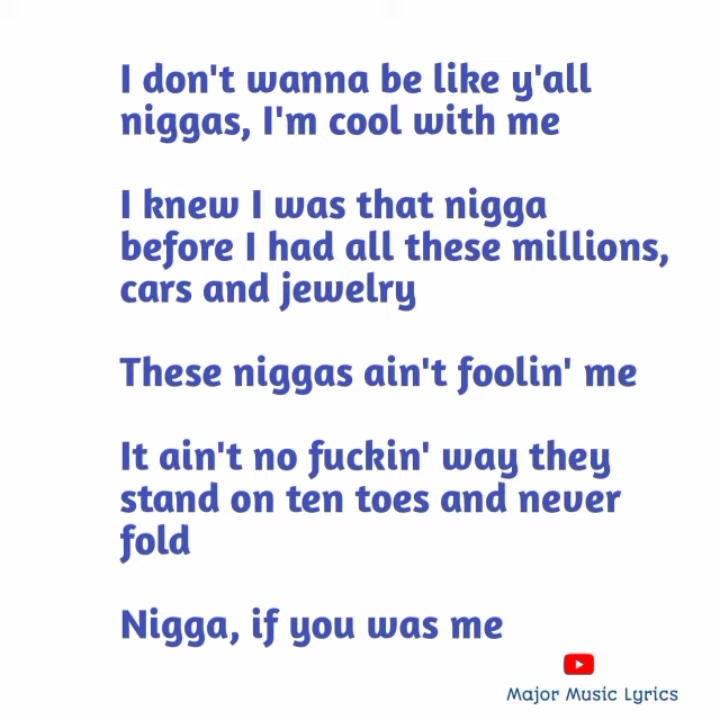 I don't wanna be like y'all
niggas, I'm cool with me
I knew I was that nigga
before I had all these millions,
cars and jewelry
These niggas ain't foolin' me
It ain't no fuckin' way they
stand on ten toes and never
fold
Nigga, if you was me
Major Music Lyrics